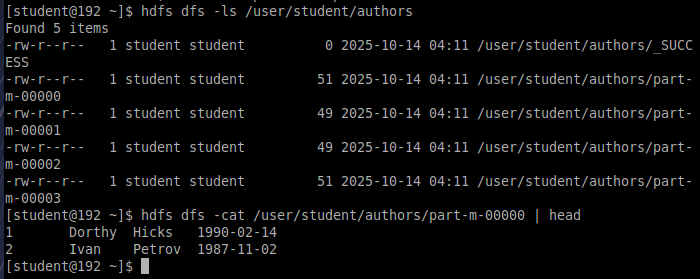 [student@192 ~]$ hdfs dfs -ls /user/student/authors
Found 5 items
-rw-r--r--   1 student student          0 2025-10-14 04:11 /user/student/authors/_SUCC
ESS
-rw-r--r--   1 student student         51 2025-10-14 04:11 /user/student/authors/part-
m-00000
-rw-r--r--   1 student student         49 2025-10-14 04:11 /user/student/authors/part-
m-00001
-rw-r--r--   1 student student         49 2025-10-14 04:11 /user/student/authors/part-
m-00002
-rw-r--r--   1 student student         51 2025-10-14 04:11 /user/student/authors/part-
m-00003
[student@192 ~]$ hdfs dfs -cat /user/student/authors/part-m-00000 | head
1       Dorthy  Hicks   1990-02-14
2       Ivan    Petrov  1987-11-02
[student@192 ~]$